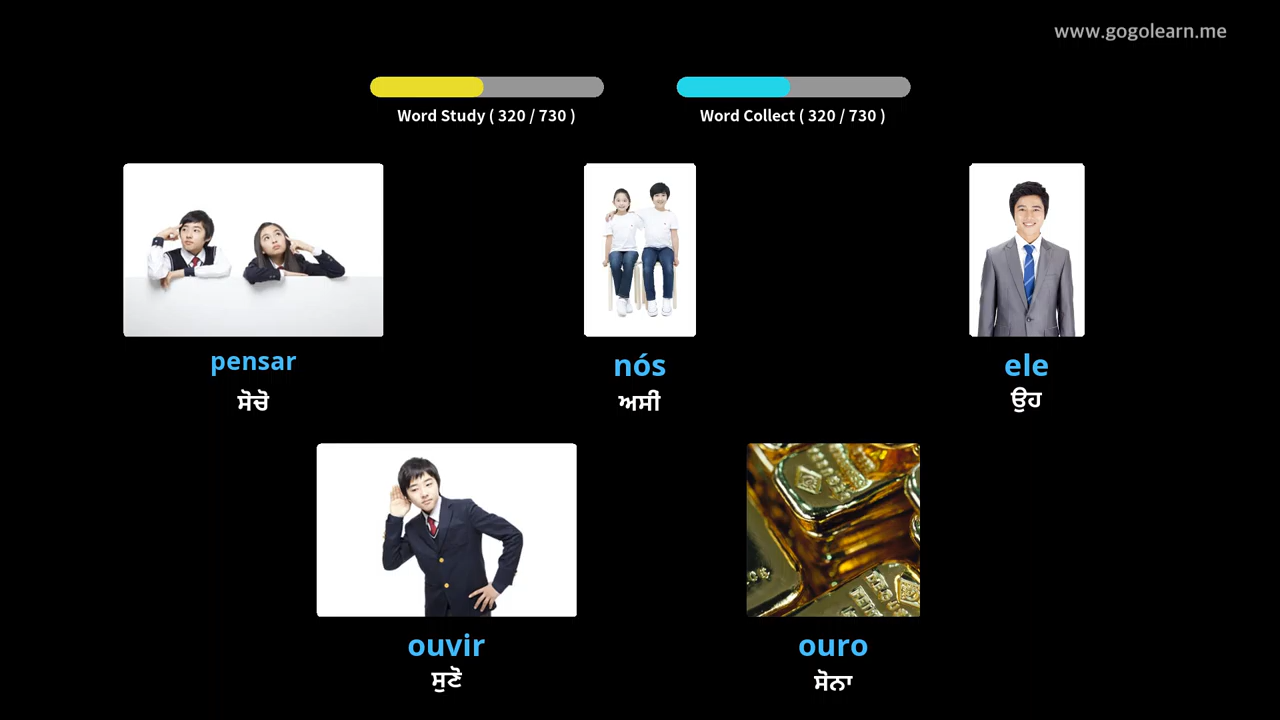 www.gogolearn.me
Word Study ( 320 / 730 )
Word Collect ( 320 / 730 )
pensar
ਸੋਚੋ
nós
ਅਸੀਂ
ele
ਉਹ
ouvir
ਸੁਣੋ
ouro
ਸੋਨਾ